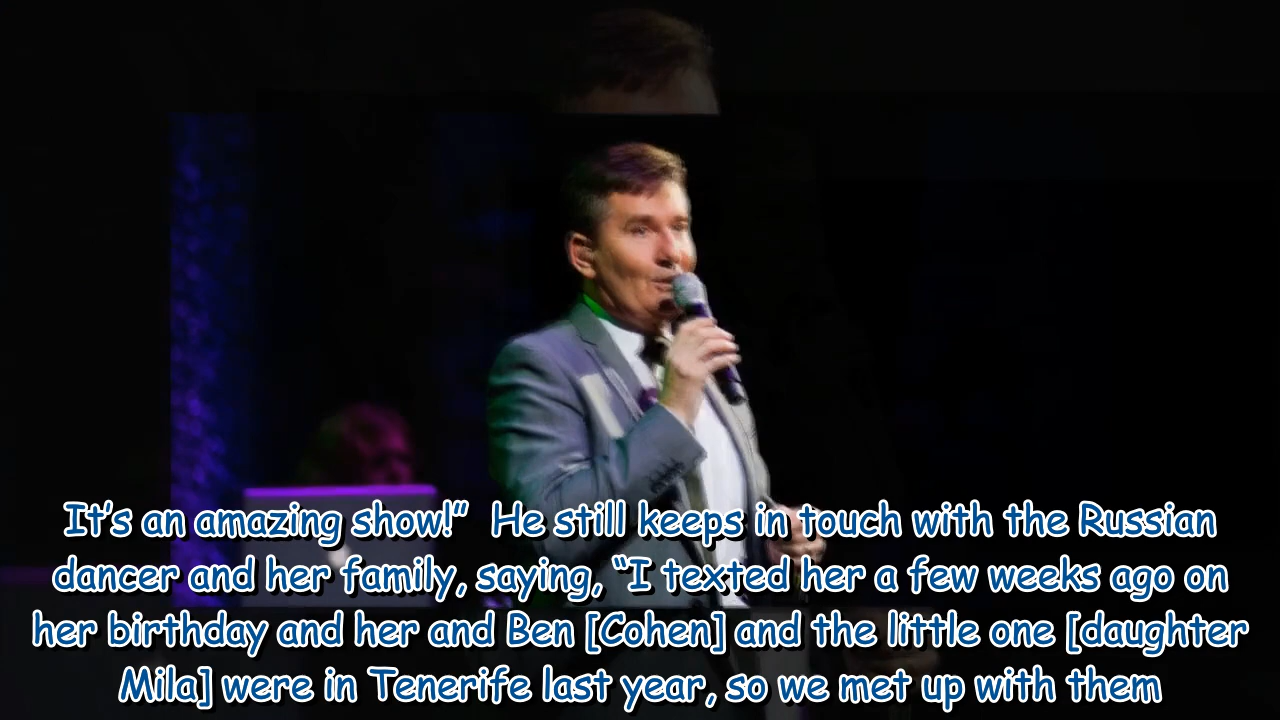 It's an amazing show!”  He still keeps in touch with the Russian
dancer and her family, saying, “I texted her a few weeks ago on
her birthday and her and Ben [Cohen] and the little one [daughter
Mila] were in Tenerife last year, so we met up with them